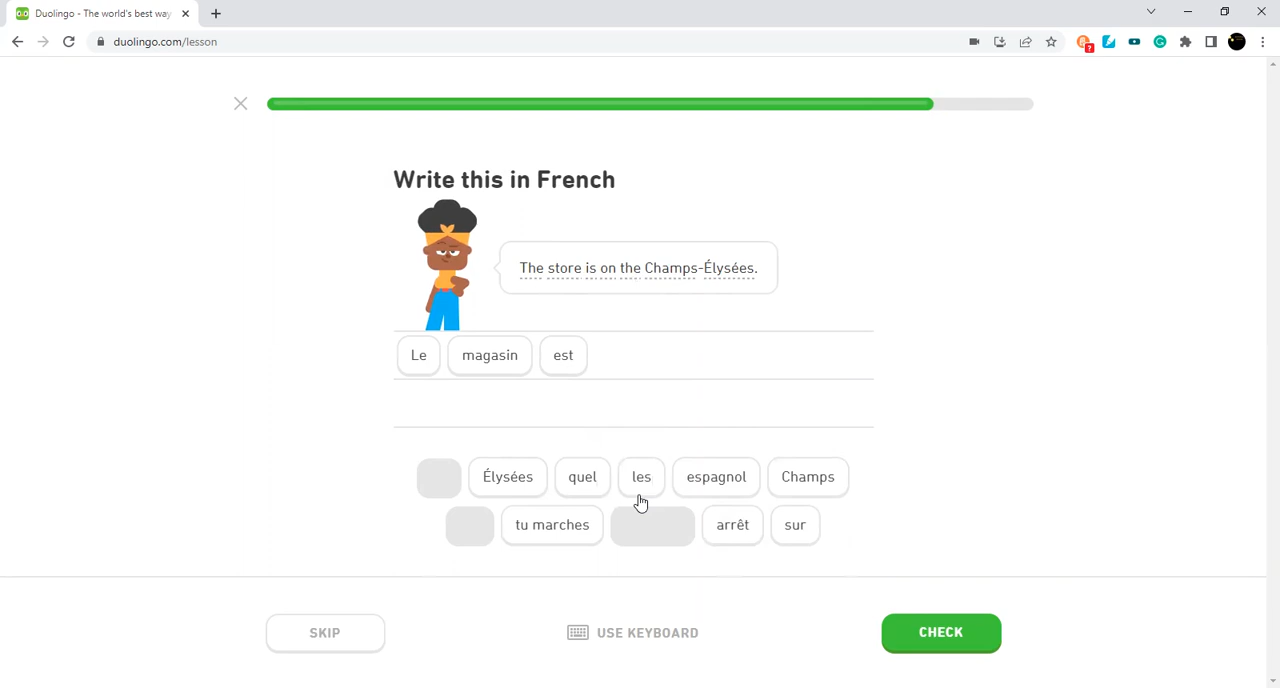 Duolingo - The world's best way
duolingo.com/lesson
?
Write this in French
The store is on the Champs-Élysées.
Le magasin est
Élysées quel les espagnol Champs
tu marches arrêt sur
SKIP USE KEYBOARD CHECK